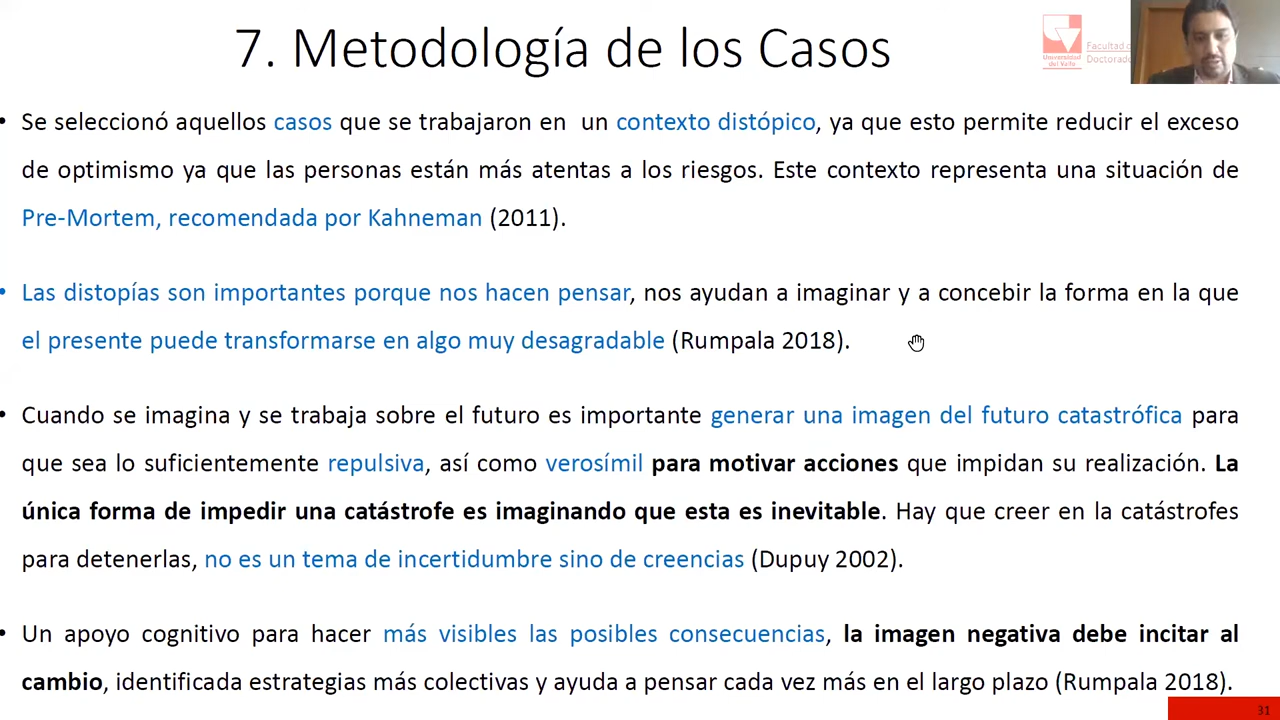 7. Metodología de los Casos
Universidad
del Valle
Facultad d
Doctorado
• Se seleccionó aquellos casos que se trabajaron en un contexto distópico, ya que esto permite reducir el exceso
de optimismo ya que las personas están más atentas a los riesgos. Este contexto representa una situación de
Pre-Mortem, recomendada por Kahneman (2011).
• Las distopías son importantes porque nos hacen pensar, nos ayudan a imaginar y a concebir la forma en la que
el presente puede transformarse en algo muy desagradable (Rumpala 2018).
• Cuando se imagina y se trabaja sobre el futuro es importante generar una imagen del futuro catastrófica para
que sea lo suficientemente repulsiva, así como verosímil para motivar acciones que impidan su realización. La
única forma de impedir una catástrofe es imaginando que esta es inevitable. Hay que creer en la catástrofes
para detenerlas, no es un tema de incertidumbre sino de creencias (Dupuy 2002).
• Un apoyo cognitivo para hacer más visibles las posibles consecuencias, la imagen negativa debe incitar al
cambio, identificada estrategias más colectivas y ayuda a pensar cada vez más en el largo plazo (Rumpala 2018).
31